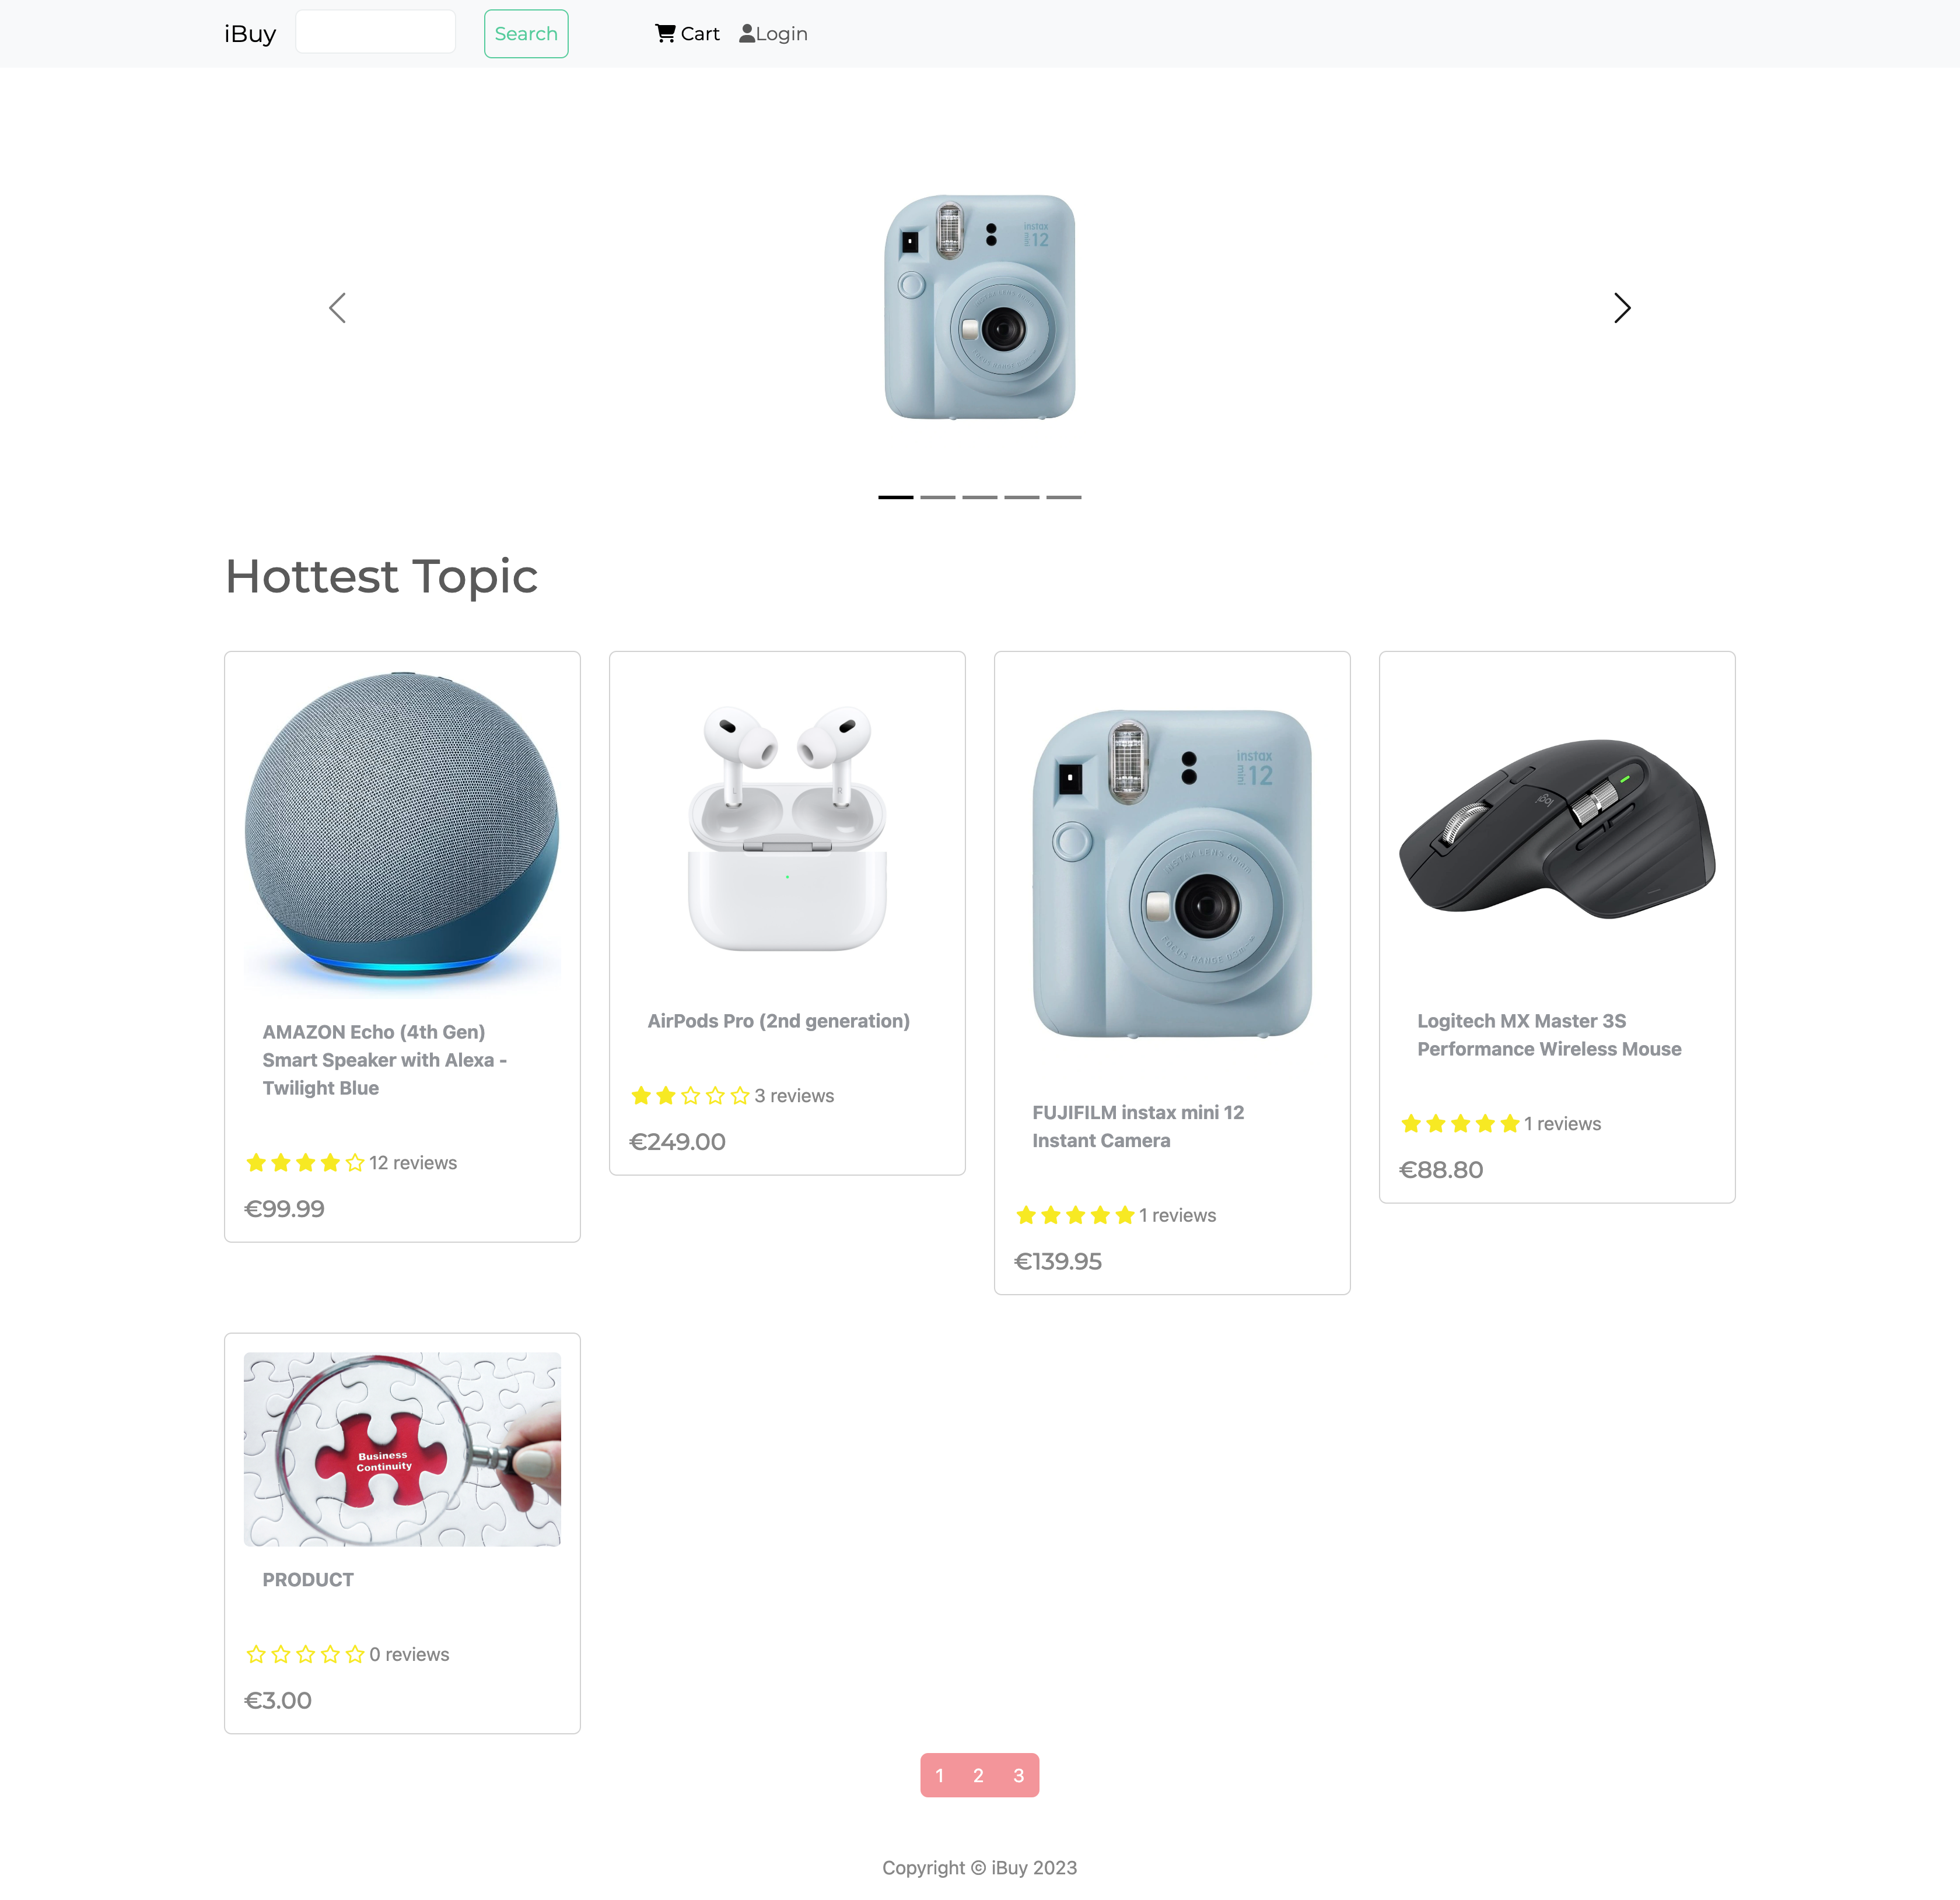 iBuy Search Cart Login
instax
mini 12
Hottest Topic
instax
mini 12
INSTAX LENS 60mm
logi
AMAZON Echo (4th Gen)
Smart Speaker with Alexa -
Twilight Blue
12 reviews
€99.99
AirPods Pro (2nd generation)
3 reviews
€249.00
FUJIFILM instax mini 12
Instant Camera
1 reviews
€139.95
Logitech MX Master 3S
Performance Wireless Mouse
1 reviews
€88.80
Business
Continuity
PRODUCT
0 reviews
€3.00
1 2 3
Copyright © iBuy 2023